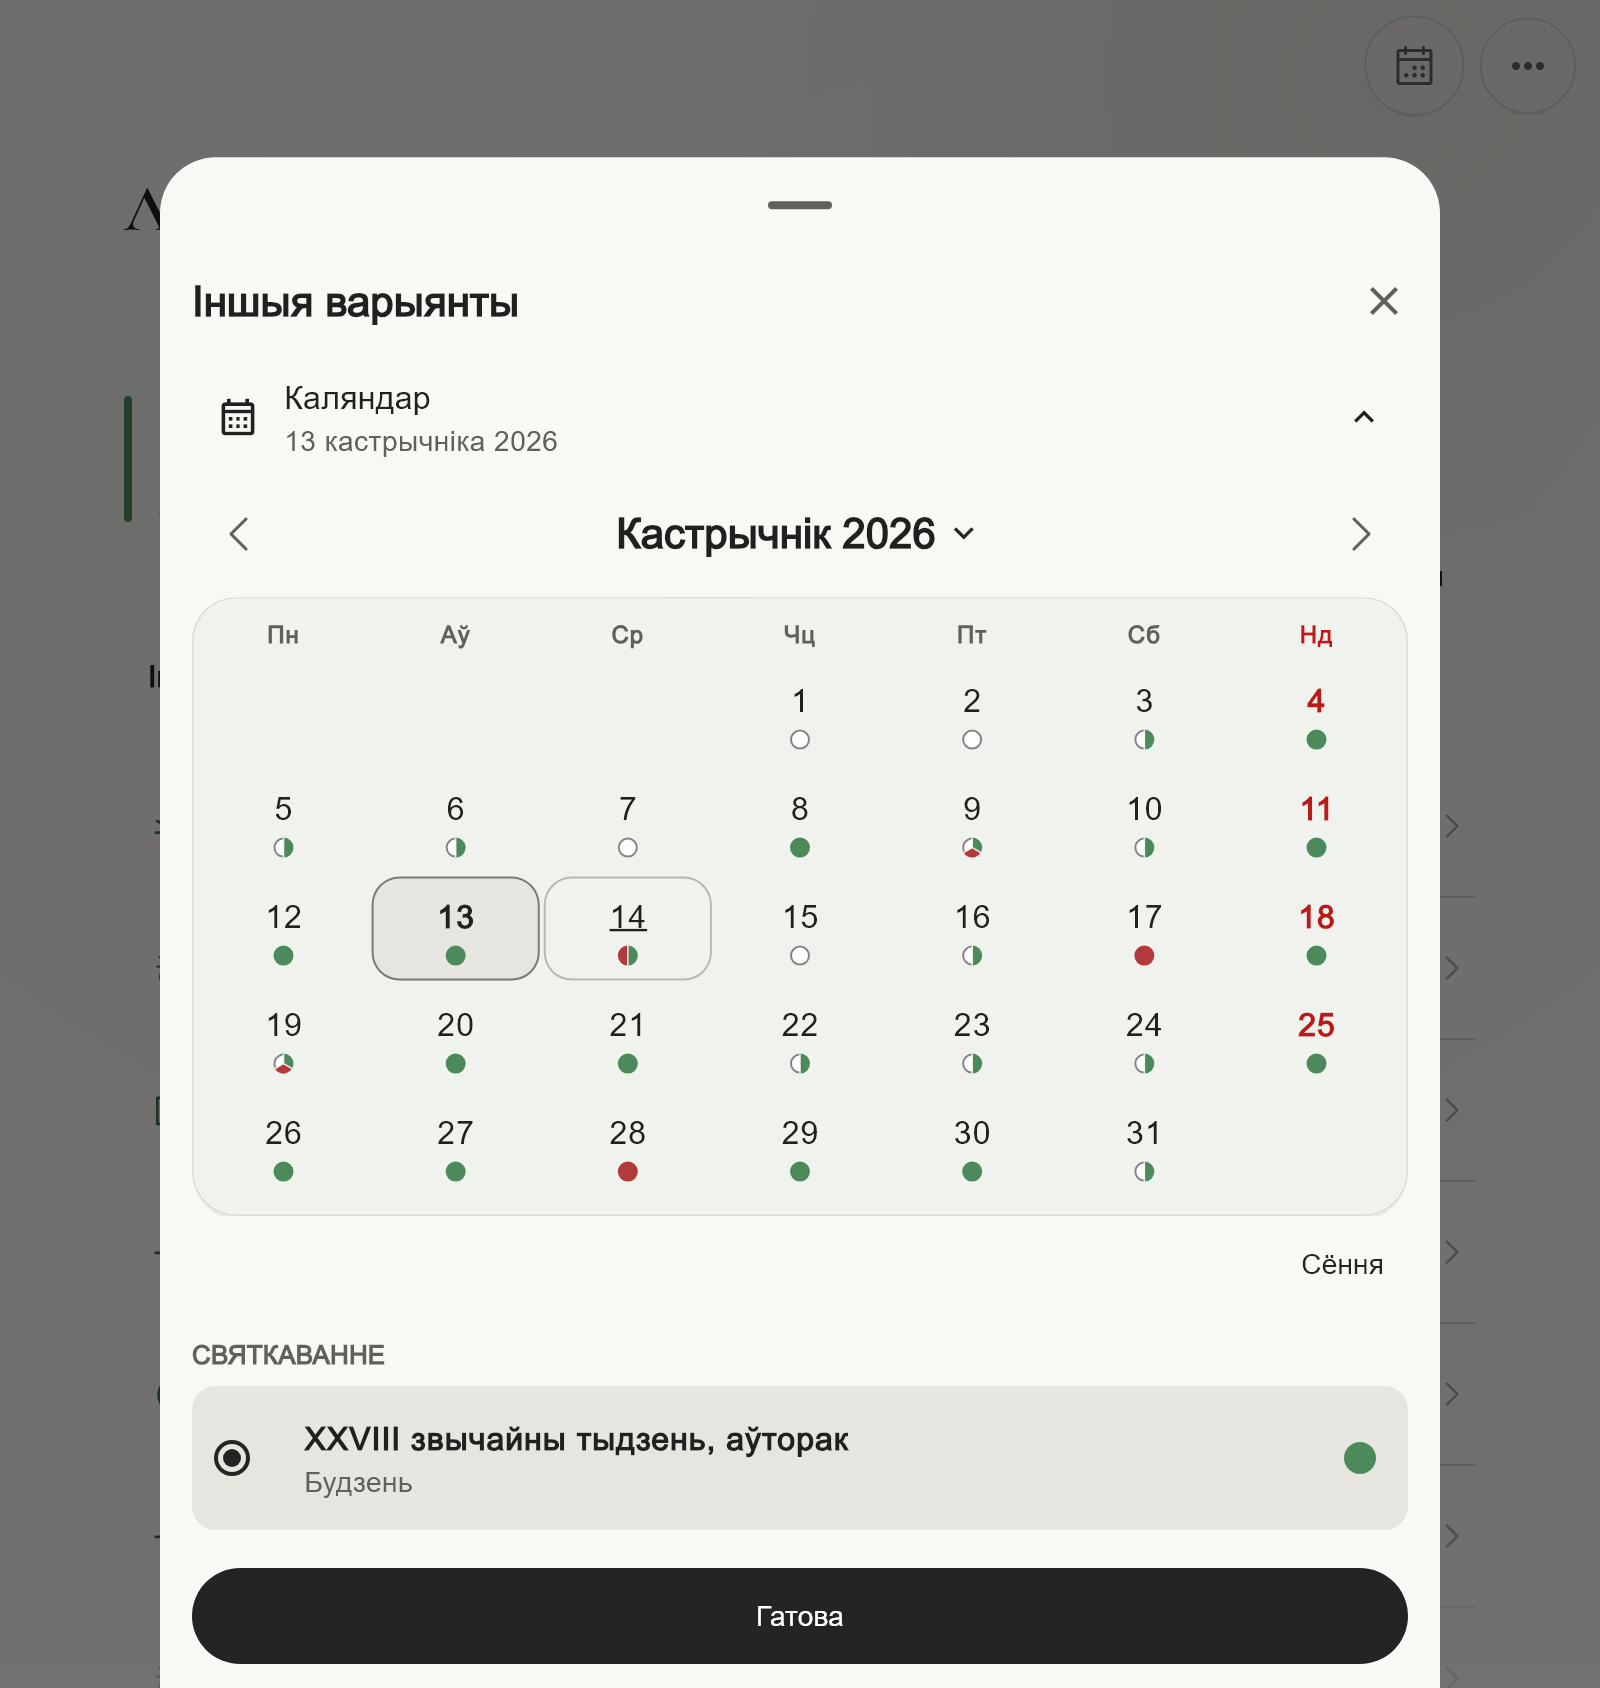 Іншыя варыянты
Каляндар
13 кастрычніка 2026
Кастрычнік 2026
Пн Аў Ср Чц Пт Сб Нд
1 2 3 4
5 6 7 8 9 10 11
12 13 14 15 16 17 18
19 20 21 22 23 24 25
26 27 28 29 30 31
Сёння
СВЯТКАВАННЕ
XXVIII звычайны тыдзень, аўторак
Будзень
Гатова